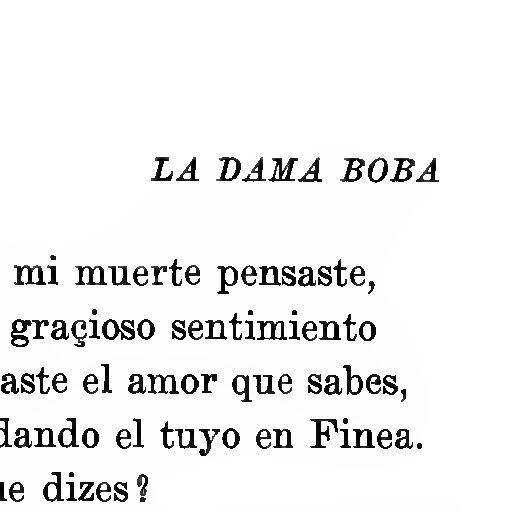 LA DAMA BOBA
mi muerte pensaste,
graçioso sentimiento
aste el amor que sabes,
dando el tuyo en Finea.
ue dizes?